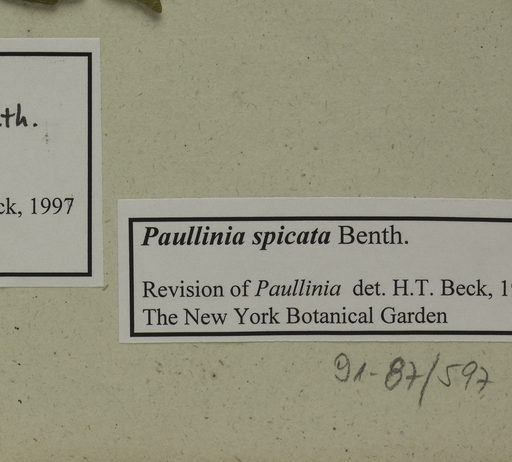 th.
ck, 1997
Paullinia spicata Benth.
Revision of Paullinia det. H.T. Beck, 19
The New York Botanical Garden
91-87/597